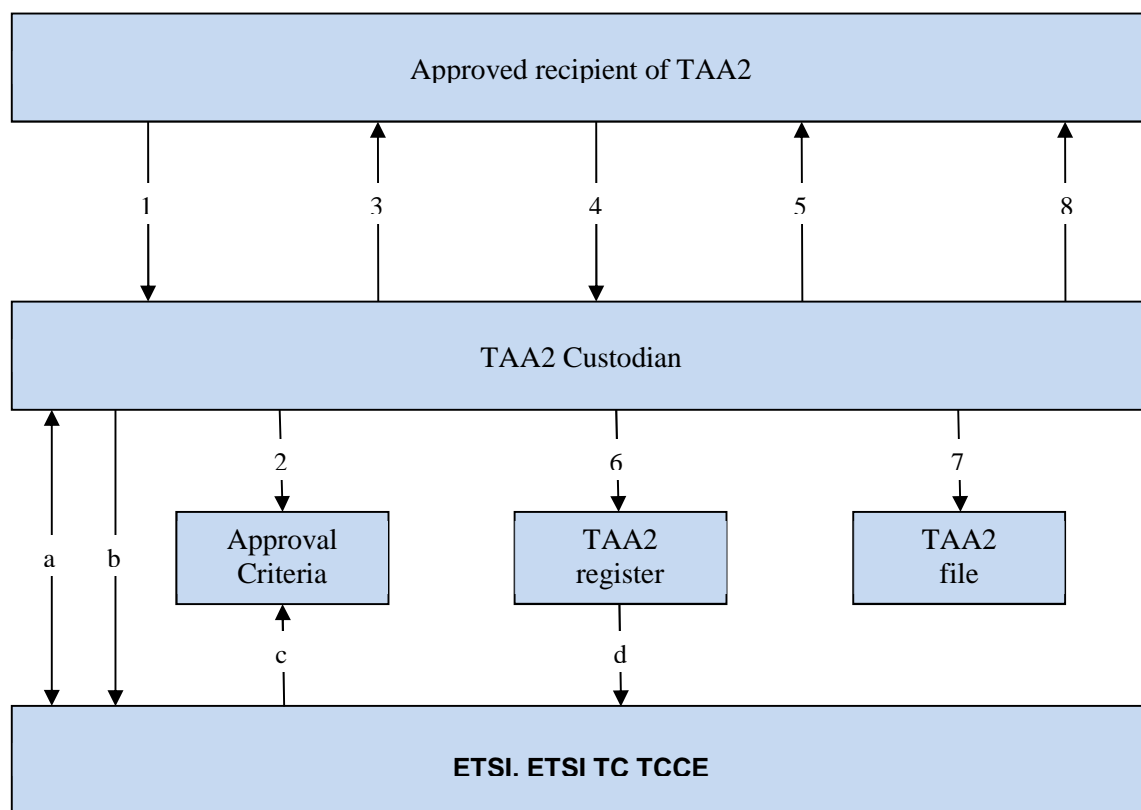 Approved recipient of TAA2
1 3 4 5 8
TAA2 Custodian
2 6 7
a b
Approval
Criteria
TAA2
register
TAA2
file
c d
ETSI, ETSI TC TCCE